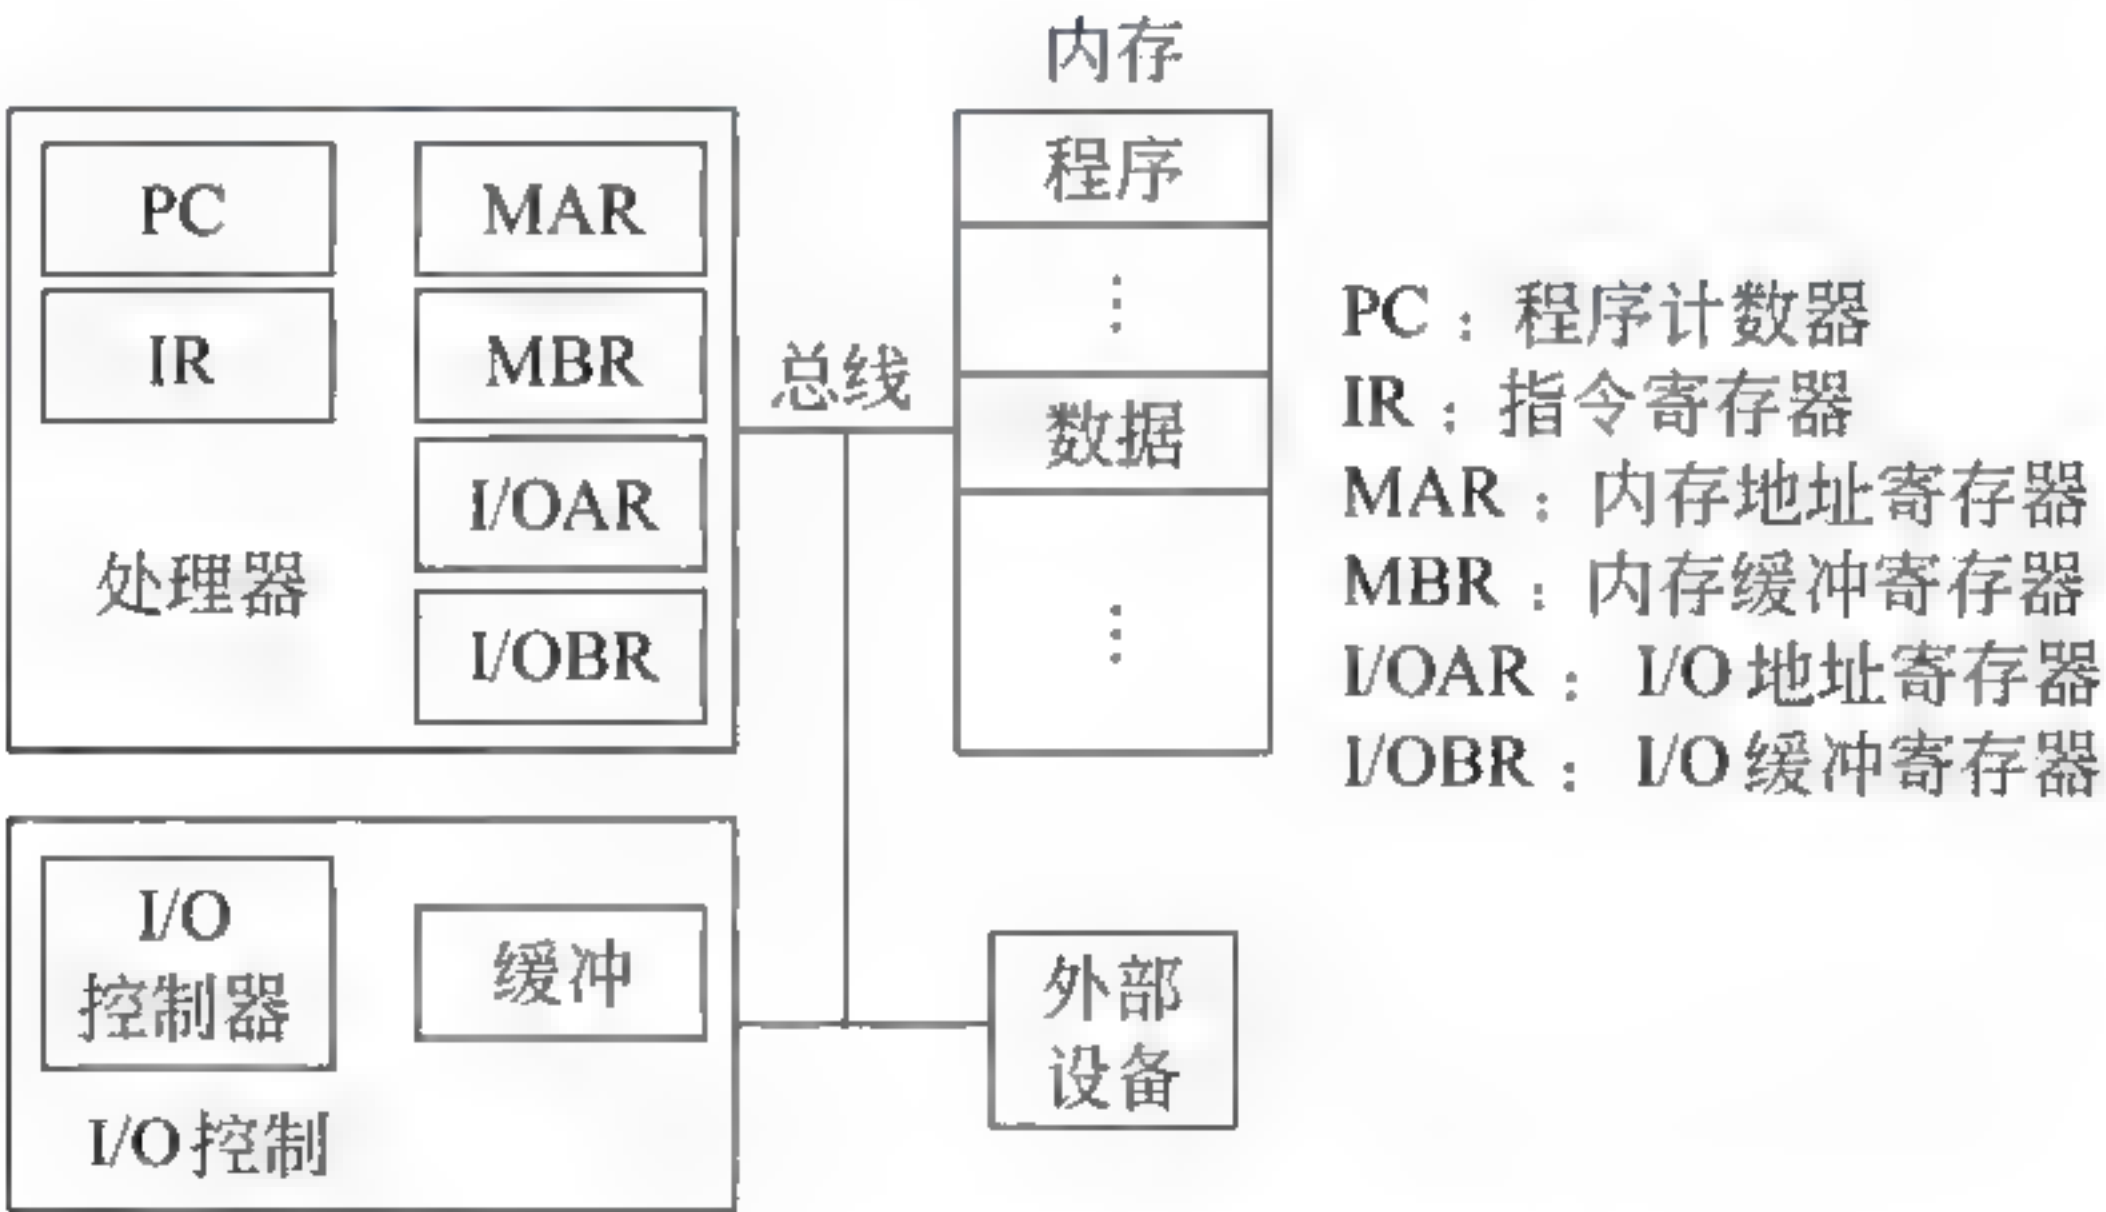 内存
PC
MAR
程序
IR
MBR
总线
数据
I/OAR
处理器
I/OBR
PC：程序计数器
IR：指令寄存器
MAR：内存地址寄存器
MBR：内存缓冲寄存器
I/OAR：I/O地址寄存器
I/OBR：I/O缓冲寄存器
I/O
控制器
缓冲
外部
设备
I/O控制